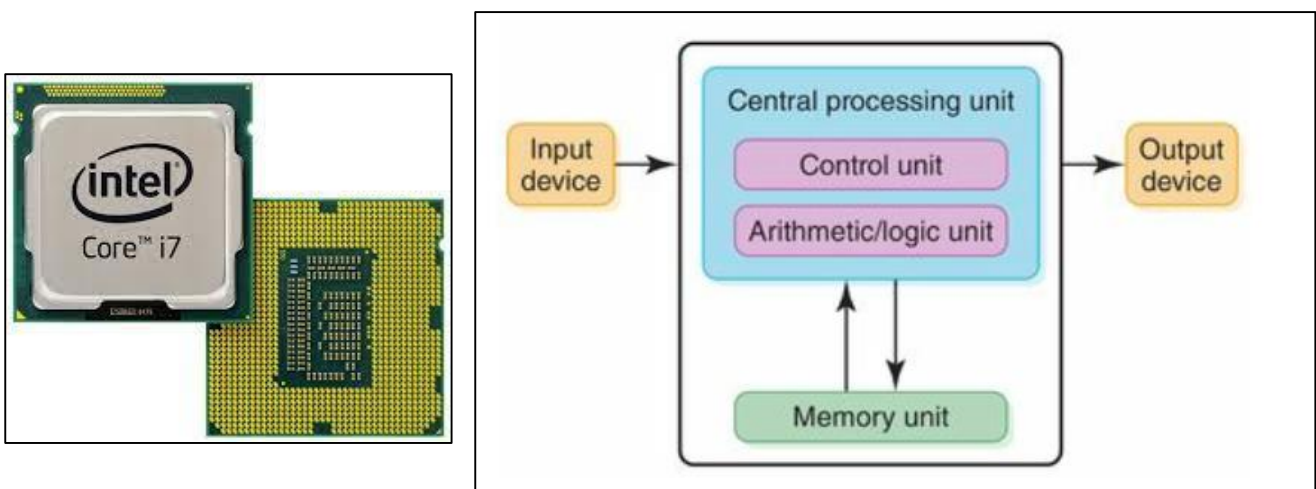 intel®
Core™ i7
Central processing unit
Control unit
Arithmetic/logic unit
Input
device
Output
device
Memory unit